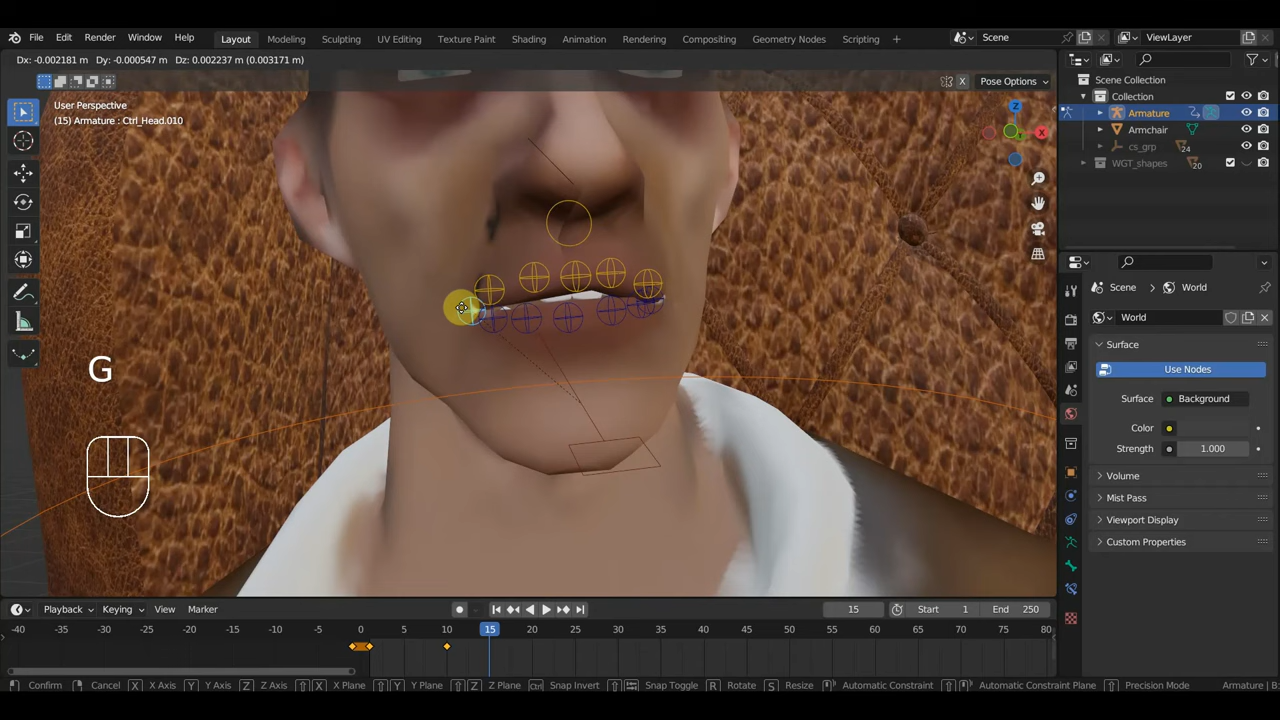 File Edit Render Window Help Layout Modeling Sculpting UV Editing Texture Paint Shading Animation Rendering Compositing Geometry Nodes Scripting + Scene ViewLayer
Dx: -0.002181 m Dy: -0.000547 m Dz: 0.002237 m (0.003171 m)
X Pose Options
User Perspective
(15) Armature : Ctrl_Head.010
Scene Collection
Collection
Armature
Armchair
cs_grp 24
WGT_shapes 20
Z
X
Scene World
World
Surface
Use Nodes
Surface Background
Color
Strength 1.000
Volume
Mist Pass
Viewport Display
Custom Properties
G
Playback Keying View Marker 15 Start 1 End 250
-40 -35 -30 -25 -20 -15 -10 -5 0 5 10 15 20 25 30 35 40 45 50 55 60 65 70 75 80
Confirm Cancel X X Axis Y Y Axis Z Z Axis X X Plane Y Y Plane Z Z Plane Ctrl Snap Invert Snap Toggle R Rotate S Resize Automatic Constraint Automatic Constraint Plane Precision Mode Armature | B: